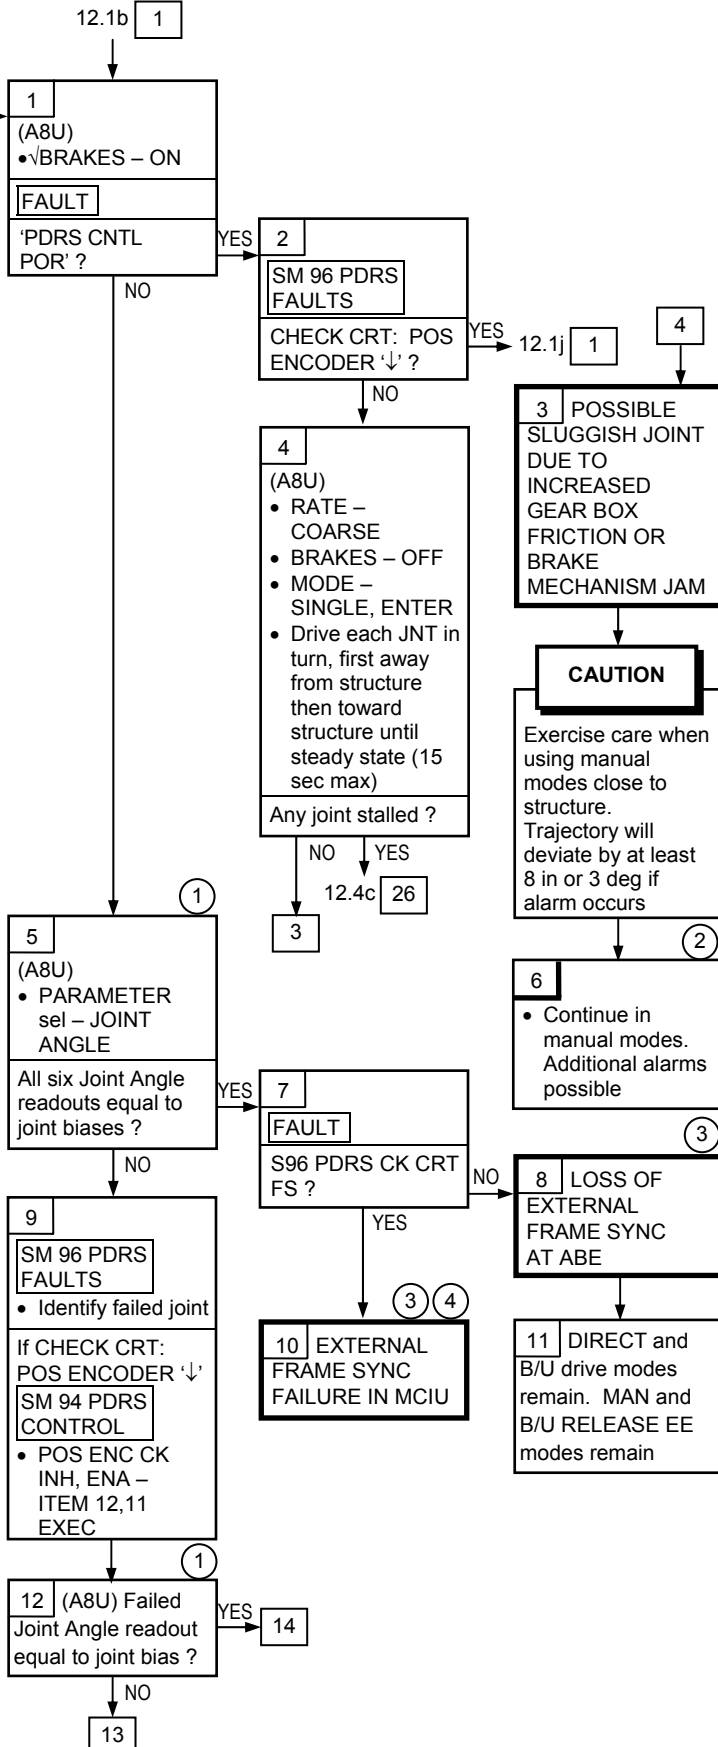 12.1b 1
1
(A8U)
•√BRAKES – ON
FAULT
'PDRS CNTL
POR' ?
YES
NO
2
SM 96 PDRS
FAULTS
CHECK CRT: POS
ENCODER '↓' ?
YES
12.1j 1
NO
4
(A8U)
• RATE –
COARSE
• BRAKES – OFF
• MODE –
SINGLE, ENTER
• Drive each JNT in
turn, first away
from structure
then toward
structure until
steady state (15
sec max)
Any joint stalled ?
NO
YES
12.4c 26
3
4
3 POSSIBLE
SLUGGISH JOINT
DUE TO
INCREASED
GEAR BOX
FRICTION OR
BRAKE
MECHANISM JAM
CAUTION
Exercise care when
using manual
modes close to
structure.
Trajectory will
deviate by at least
8 in or 3 deg if
alarm occurs
2
6
• Continue in
manual modes.
Additional alarms
possible
1
5
(A8U)
• PARAMETER
sel – JOINT
ANGLE
All six Joint Angle
readouts equal to
joint biases ?
YES
NO
7
FAULT
S96 PDRS CK CRT
FS ?
NO
YES
3
8 LOSS OF
EXTERNAL
FRAME SYNC
AT ABE
3 4
10 EXTERNAL
FRAME SYNC
FAILURE IN MCIU
11 DIRECT and
B/U drive modes
remain. MAN and
B/U RELEASE EE
modes remain
9
SM 96 PDRS
FAULTS
• Identify failed joint
If CHECK CRT:
POS ENCODER '↓'
SM 94 PDRS
CONTROL
• POS ENC CK
INH, ENA –
ITEM 12,11
EXEC
1
12 (A8U) Failed
Joint Angle readout
equal to joint bias ?
YES
14
NO
13